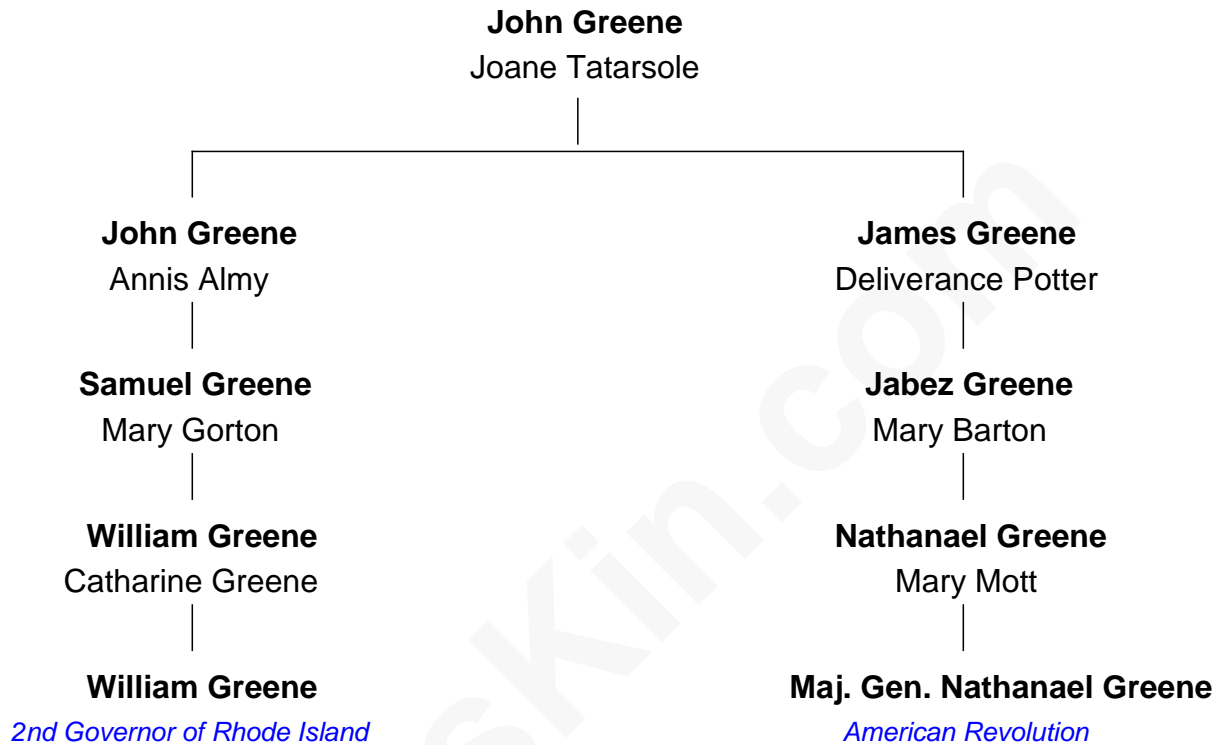 John Greene
Joane Tatarsole
John Greene
Annis Almy
James Greene
Deliverance Potter
Samuel Greene
Mary Gorton
Jabez Greene
Mary Barton
William Greene
Catharine Greene
Nathanael Greene
Mary Mott
William Greene
2nd Governor of Rhode Island
Maj. Gen. Nathanael Greene
American Revolution
sKin.com